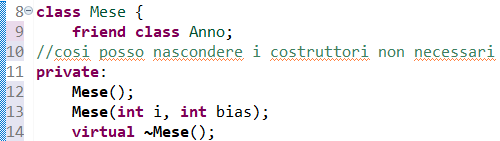 8 class Mese {
9 friend class Anno;
10 //cosi posso nascondere i costruttori non necessari
11 private:
12 Mese();
13 Mese(int i, int bias);
14 virtual ~Mese();